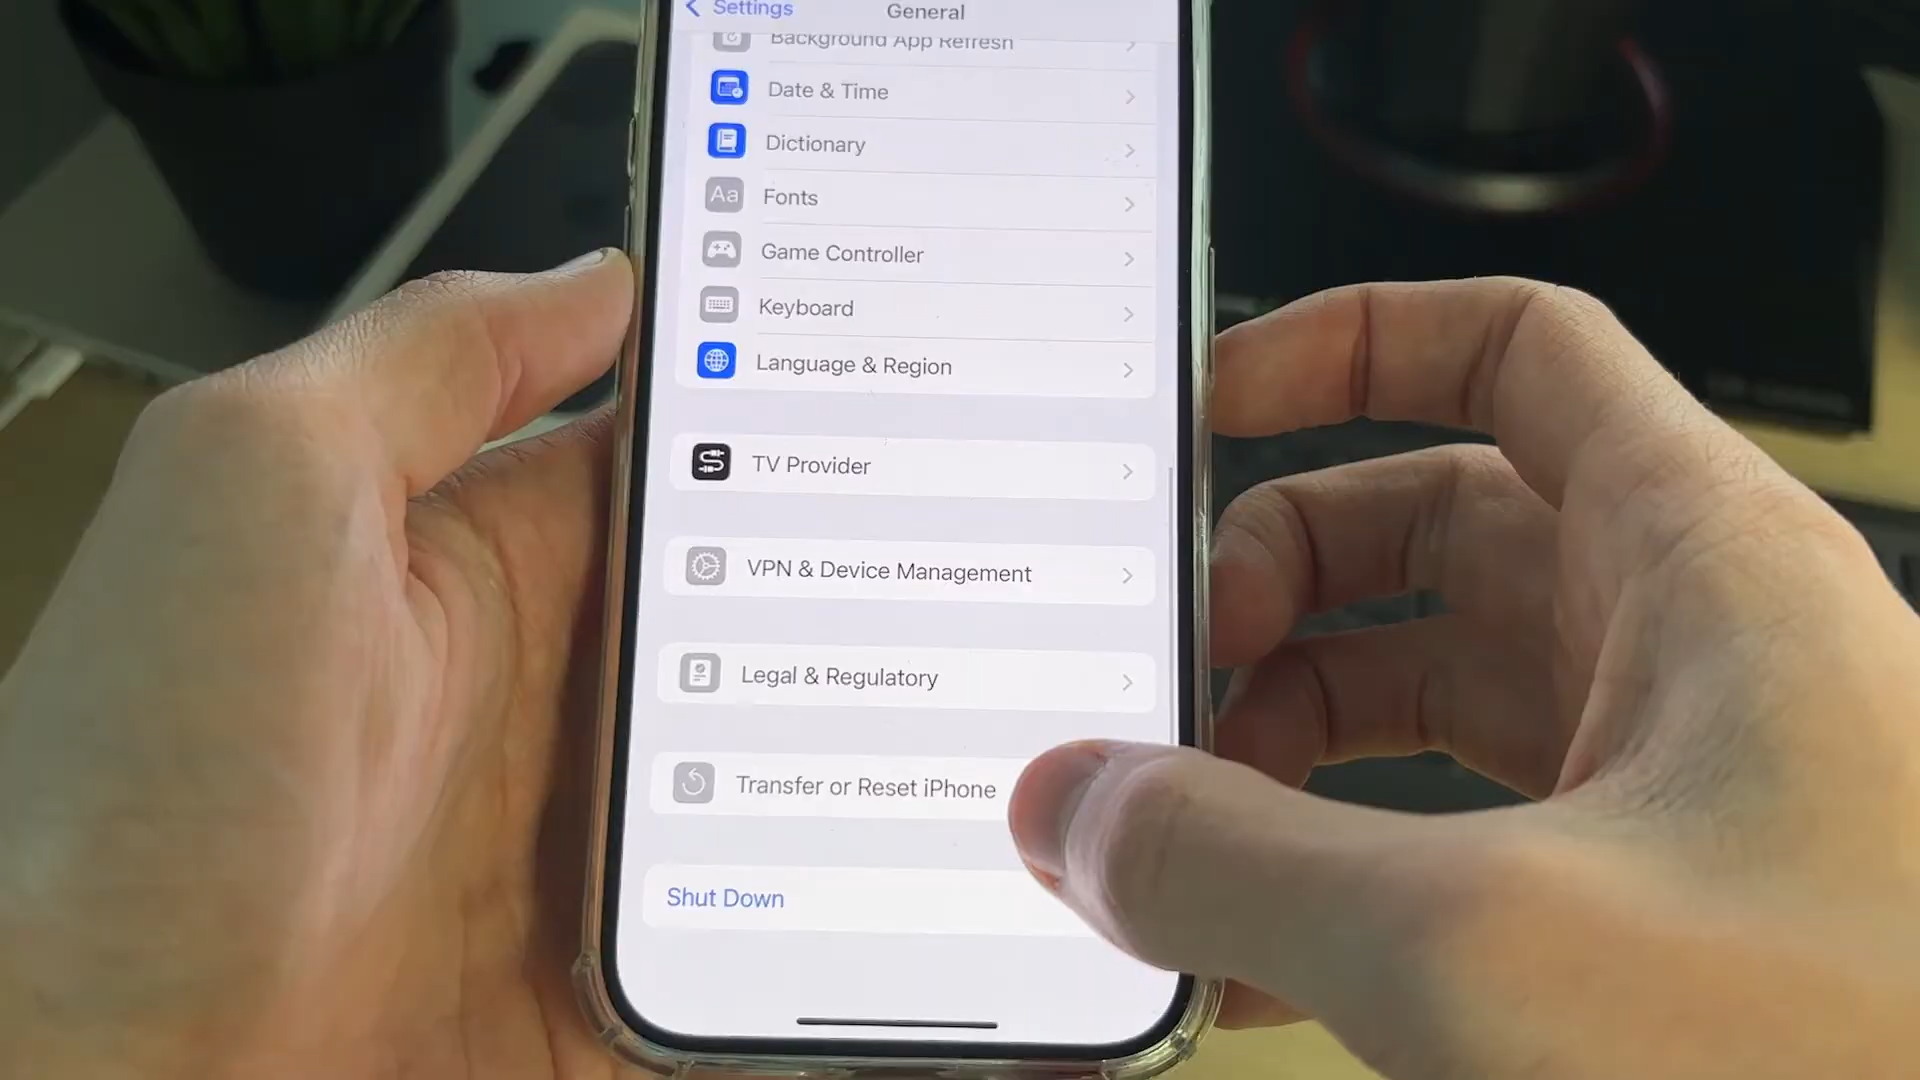 Settings
General
Background App Refresh
Date & Time
Dictionary
Aa
Fonts
Game Controller
Keyboard
Language & Region
TV Provider
VPN & Device Management
Legal & Regulatory
Transfer or Reset iPhone
Shut Down